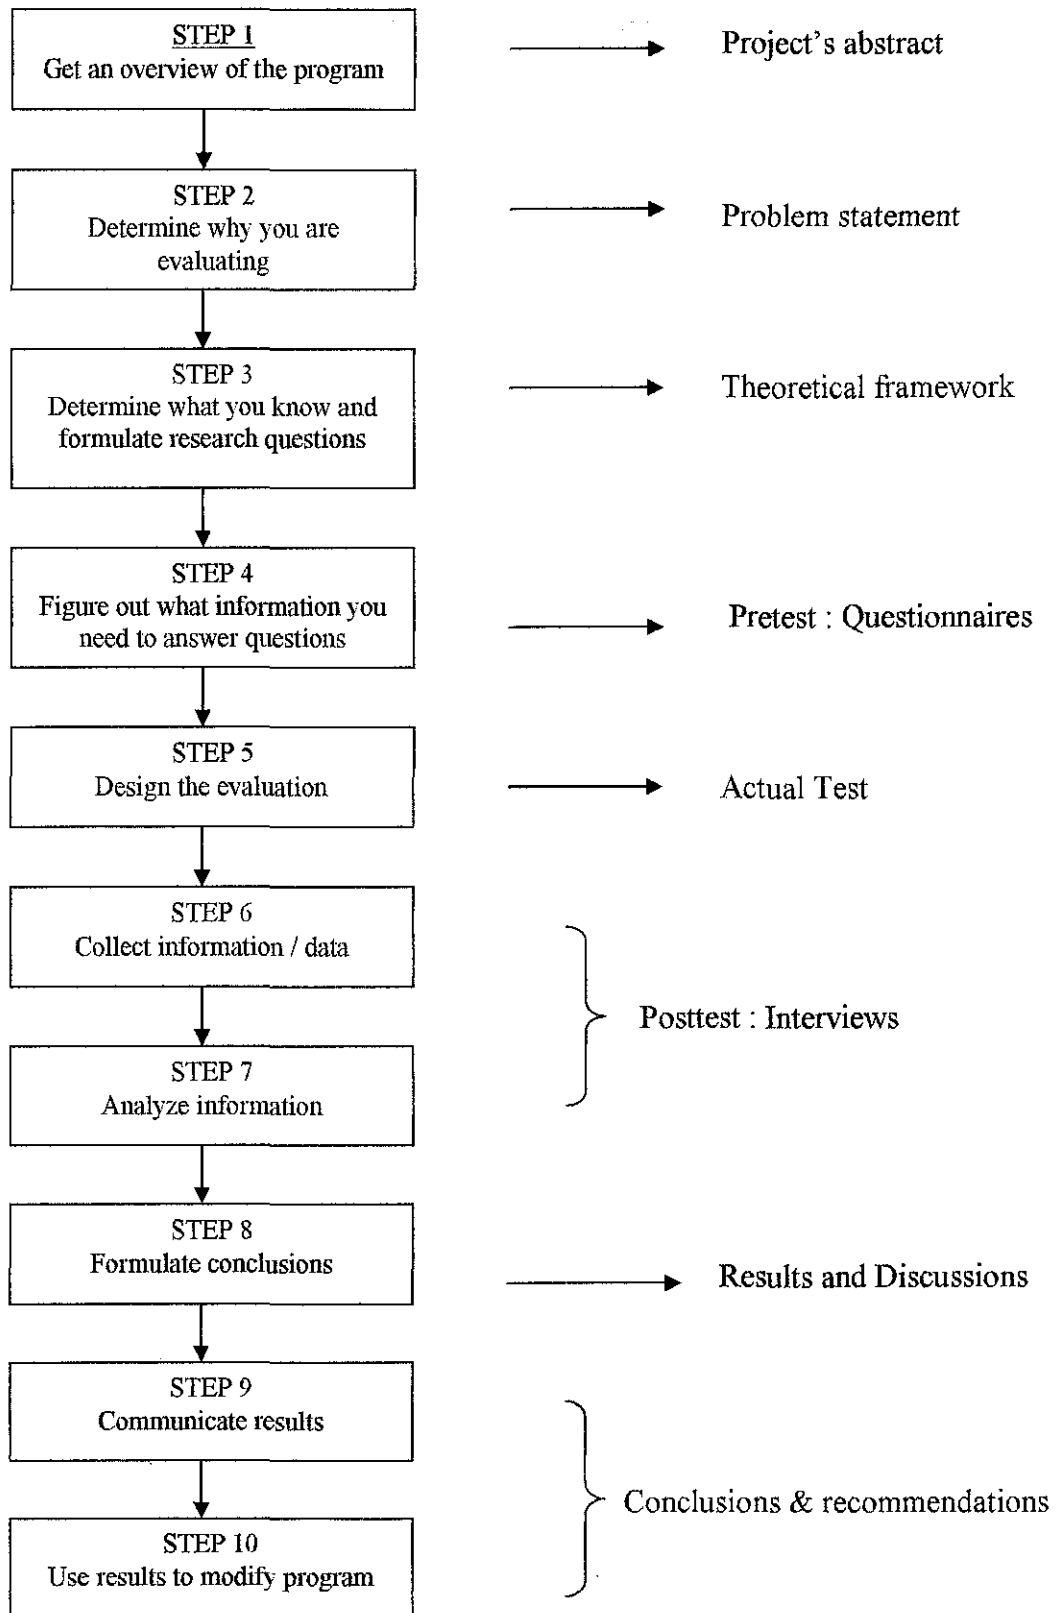 STEP 1
Get an overview of the program
Project's abstract
STEP 2
Determine why you are
evaluating
Problem statement
STEP 3
Determine what you know and
formulate research questions
Theoretical framework
STEP 4
Figure out what information you
need to answer questions
Pretest : Questionnaires
STEP 5
Design the evaluation
Actual Test
STEP 6
Collect information / data
Posttest : Interviews
STEP 7
Analyze information
STEP 8
Formulate conclusions
Results and Discussions
STEP 9
Communicate results
Conclusions & recommendations
STEP 10
Use results to modify program